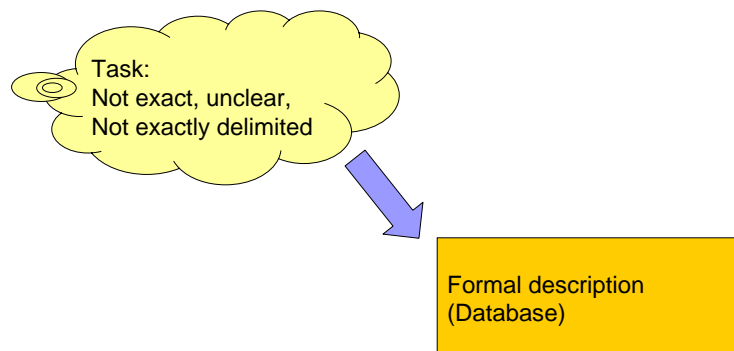 Task:
Not exact, unclear,
Not exactly delimited
Formal description
(Database)